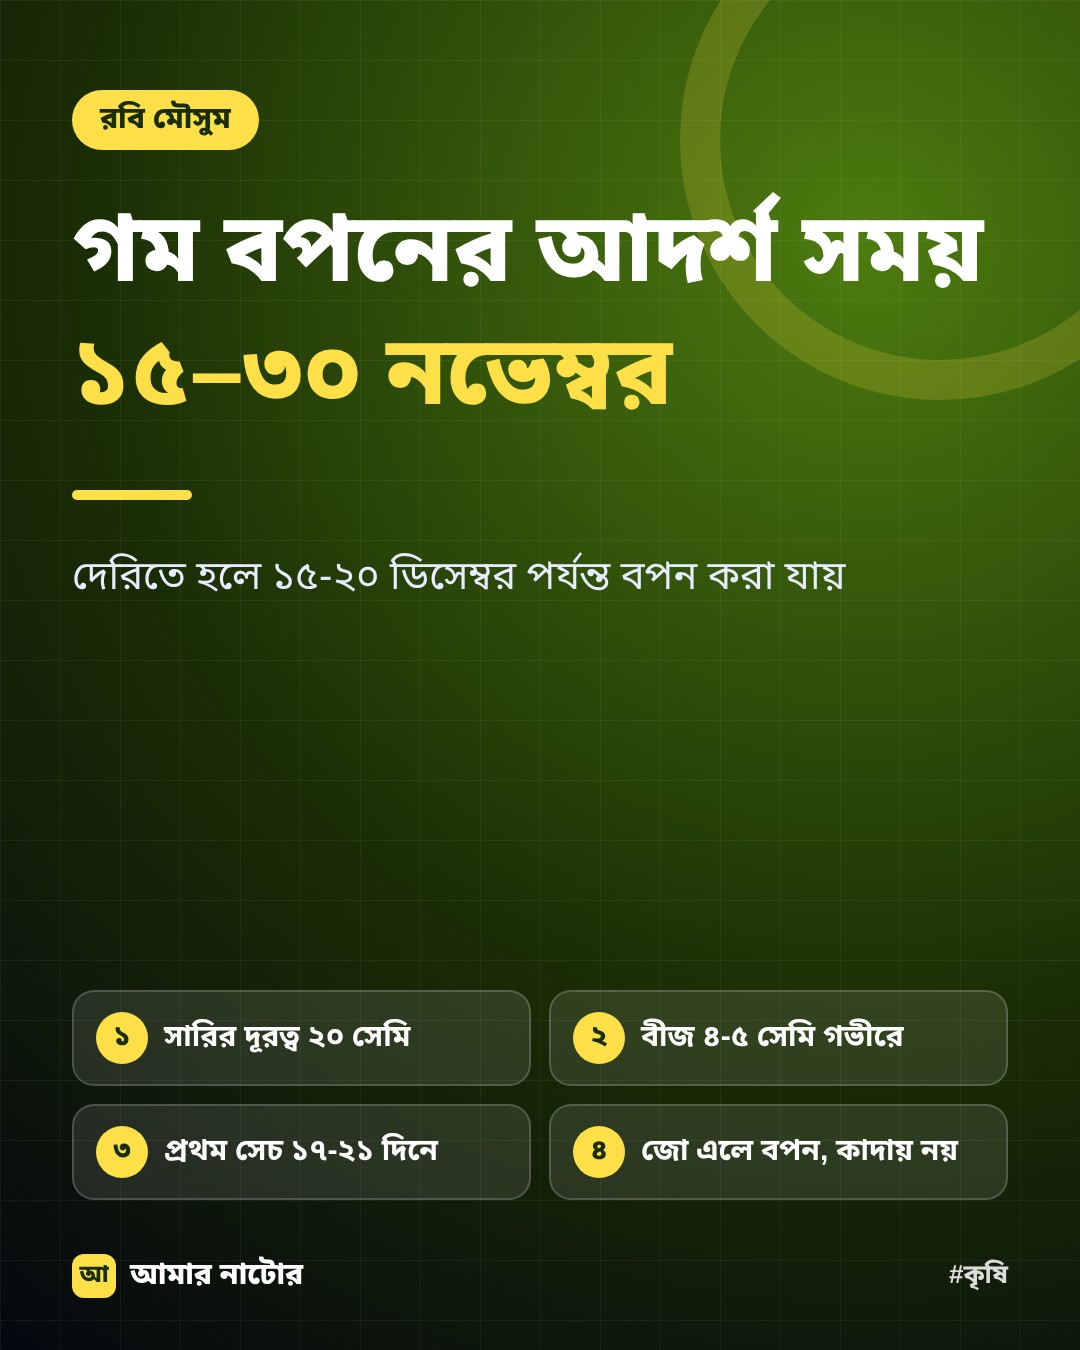 রবি মৌসুম
গম বপনের আদর্শ সময়
১৫–৩০ নভেম্বর
দেরিতে হলে ১৫-২০ ডিসেম্বর পর্যন্ত বপন করা যায়
১ সারির দূরত্ব ২০ সেমি
২ বীজ ৪-৫ সেমি গভীরে
৩ প্রথম সেচ ১৭-২১ দিনে
৪ জো এলে বপন, কাদায় নয়
আ আমার নাটোর
#কৃষি